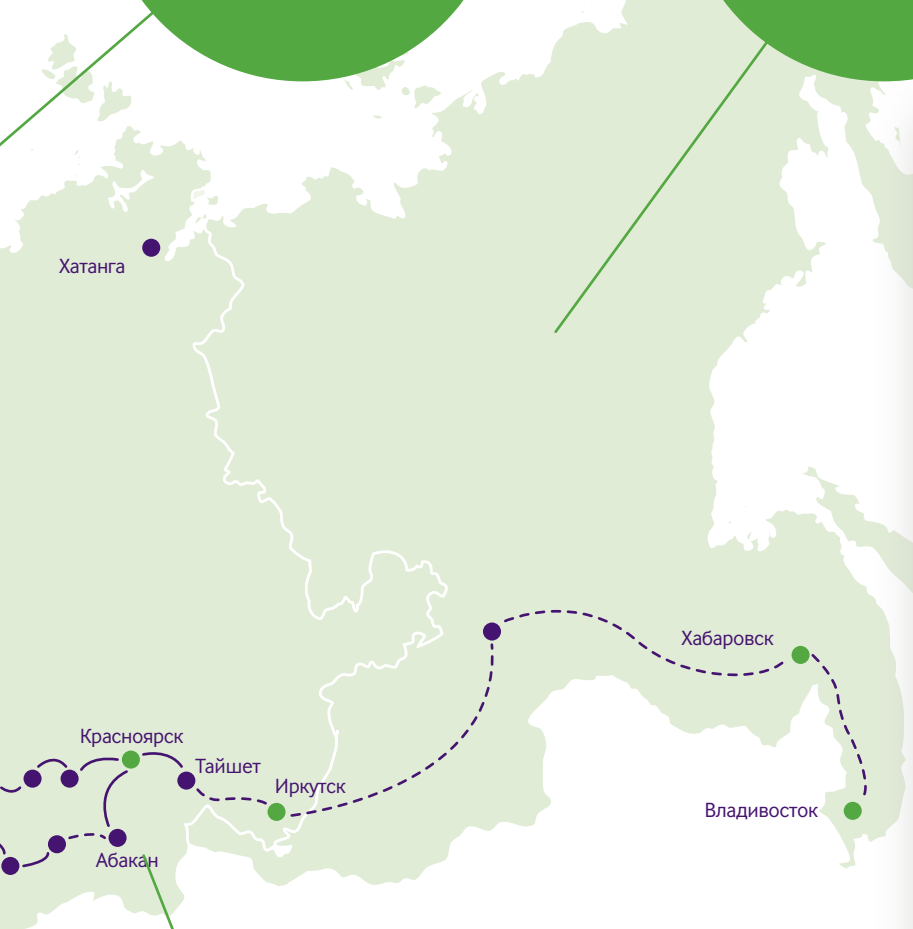 Хатанга
Хабаровск
Красноярск
Тайшет
Иркутск
Владивосток
Абакан